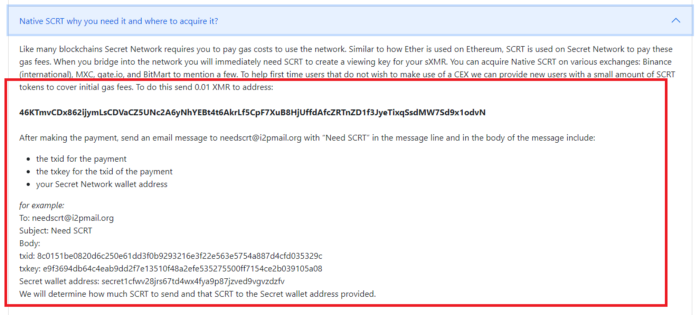 Native SCRT why you need it and where to acquire it?
Like many blockchains Secret Network requires you to pay gas costs to use the network. Similar to how Ether is used on Ethereum, SCRT is used on Secret Network to pay these
gas fees. When you bridge into the network you will immediately need SCRT to create a viewing key for your sXMR. You can acquire Native SCRT on various exchanges: Binance
(international), MXC, gate.io, and BitMart to mention a few. To help first time users that do not wish to make use of a CEX we can provide new users with a small amount of SCRT
tokens to cover initial gas fees. To do this send 0.01 XMR to address:
46KTmvCDx862ijymLsCDVaCZ5UNc2A6yNhYEBt4t6AkrLf5CpF7XuB8HjUffdAfcZRTnZD1f3JyeTixqSsdMW7Sd9x1odvN
After making the payment, send an email message to needscrt@i2pmail.org with "Need SCRT" in the message line and in the body of the message include:
• the txid for the payment
• the txkey for the txid of the payment
• your Secret Network wallet address
for example:
To: needscrt@i2pmail.org
Subject: Need SCRT
Body:
txid: 8c0151be0820d6c250e61dd3f0b9293216e3f22e563e5754a887d4cfd035329c
txkey: e9f3694db64c4eab9dd2f7e13510f48a2efe535275500ff7154ce2b039105a08
Secret wallet address: secret1cfwv28jrs67td4wx4fya9p87jzved9vgvzdzfv
We will determine how much SCRT to send and that SCRT to the Secret wallet address provided.